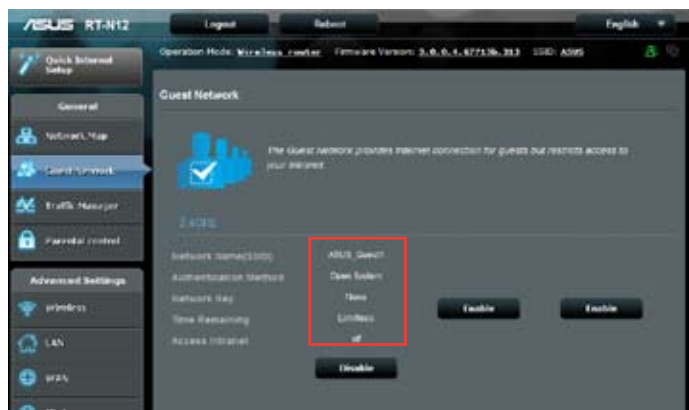 ASUS RT-N12
Logout
Reboot
English
Operation Mode: Wireless router Firmware Version: SSID: ASUS
Quick Internet
Setup
General
Network Map
Guest Network
Traffic Manager
Parental control
Advanced Settings
Wireless
LAN
WAN
Guest Network
The Guest Network provides Internet connection for guests but restricts access to
your Intranet.
2.4GHz
Network Name(SSID) ASUS_Guest1
Authentication Method Open System
Network Key None
Time Remaining Limitless
Access Intranet off
Enable
Enable
Disable